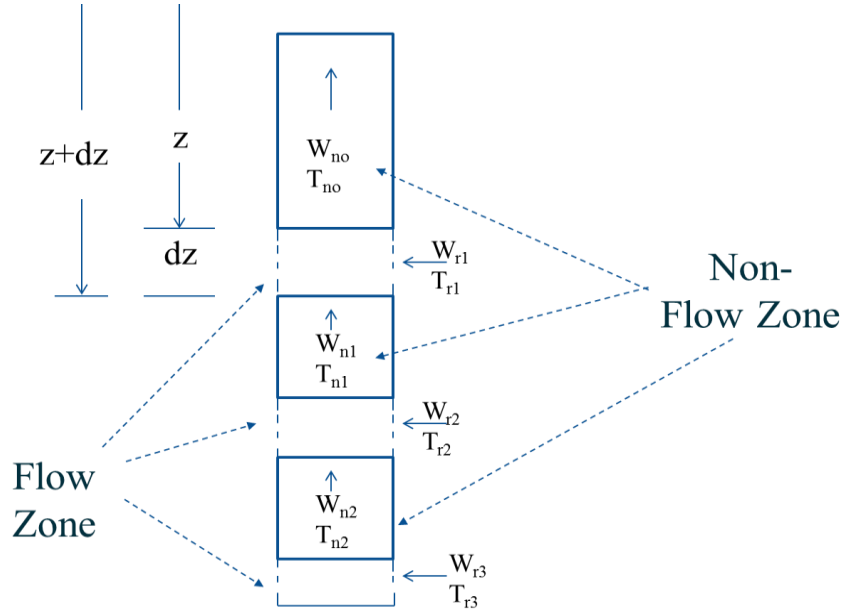 z+dz
z
dz
W_no
T_no
W_r1
T_r1
Non-
Flow Zone
W_n1
T_n1
W_r2
T_r2
Flow
Zone
W_n2
T_n2
W_r3
T_r3